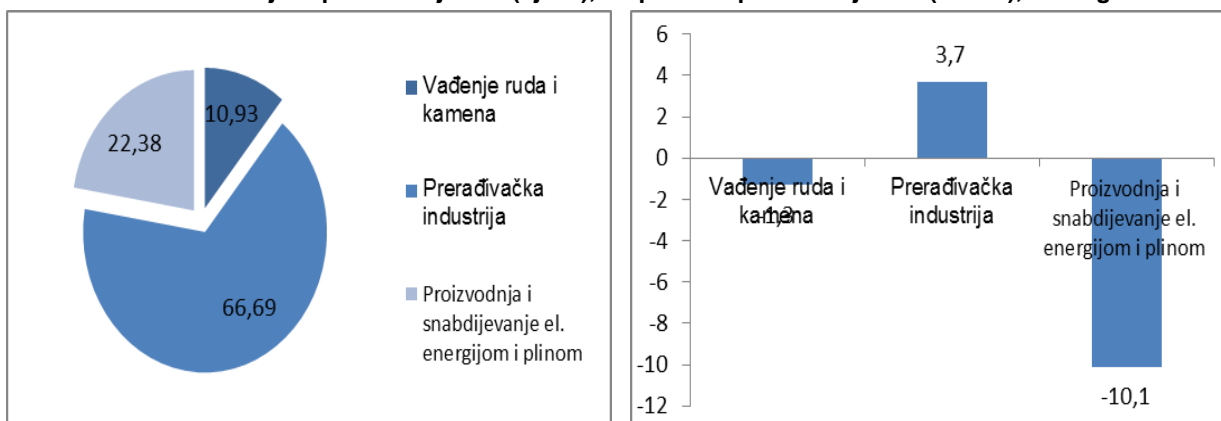 10,93
22,38
66,69
Vađenje ruda i
kamena
Prerađivačka
industrija
Proizvodnja i
snabdijevanje el.
energijom i plinom
6
4
2
0
-2
-4
-6
-8
-10
-12
3,7
Vađenje ruda i
kamena
-1,3
Prerađivačka
industrija
Proizvodnja i
snabdijevanje el.
energijom i plinom
-10,1